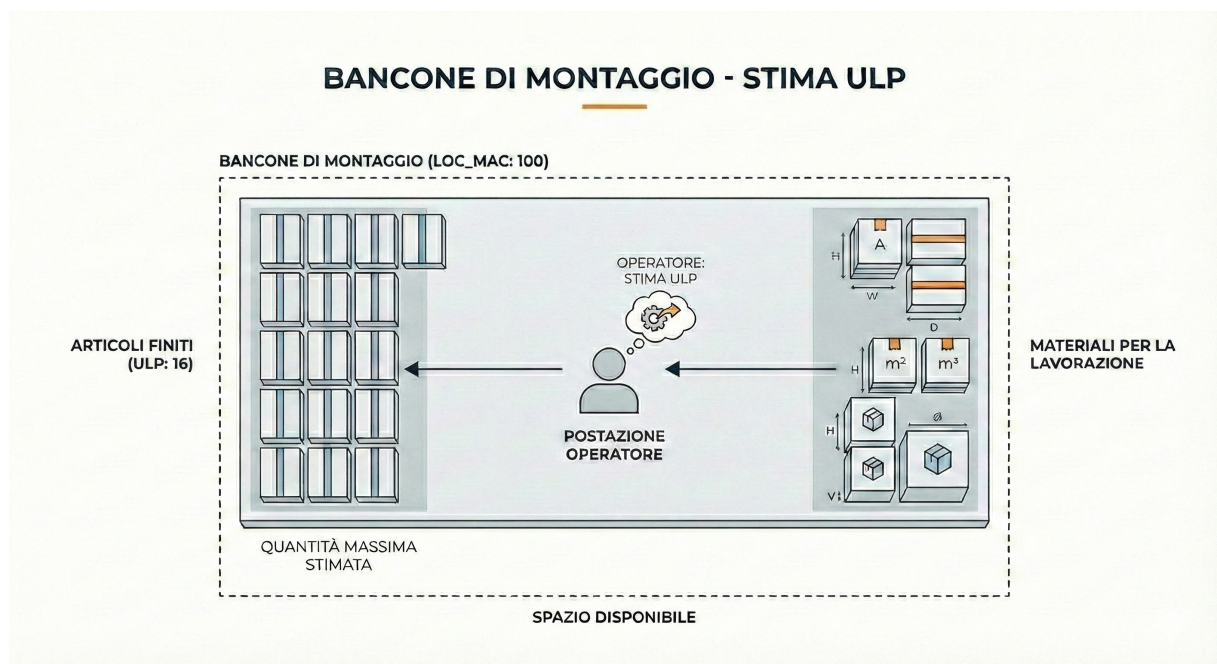 BANCONE DI MONTAGGIO - STIMA ULP
BANCONE DI MONTAGGIO (LOC_MAC: 100)
OPERATORE:
STIMA ULP
A
H
W
D
ARTICOLI FINITI
(ULP: 16)
MATERIALI PER LA
LAVORAZIONE
H
m²
m³
POSTAZIONE
OPERATORE
H
Ø
V
QUANTITÀ MASSIMA
STIMATA
SPAZIO DISPONIBILE